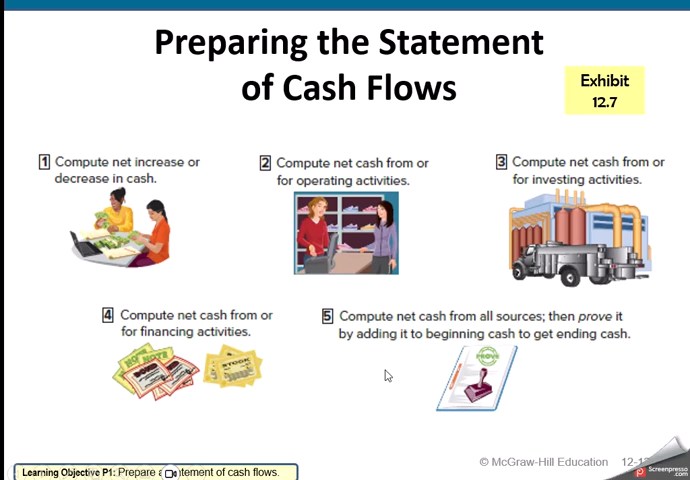 Preparing the Statement
of Cash Flows
Exhibit
12.7
1 Compute net increase or
decrease in cash.
2 Compute net cash from or
for operating activities.
3 Compute net cash from or
for investing activities.
4 Compute net cash from or
for financing activities.
5 Compute net cash from all sources; then prove it
by adding it to beginning cash to get ending cash.
NOTE
BOND
STOCK
PROVE
© McGraw-Hill Education
Learning Objective P1: Prepare of cash flows.
Screenpresso
.com